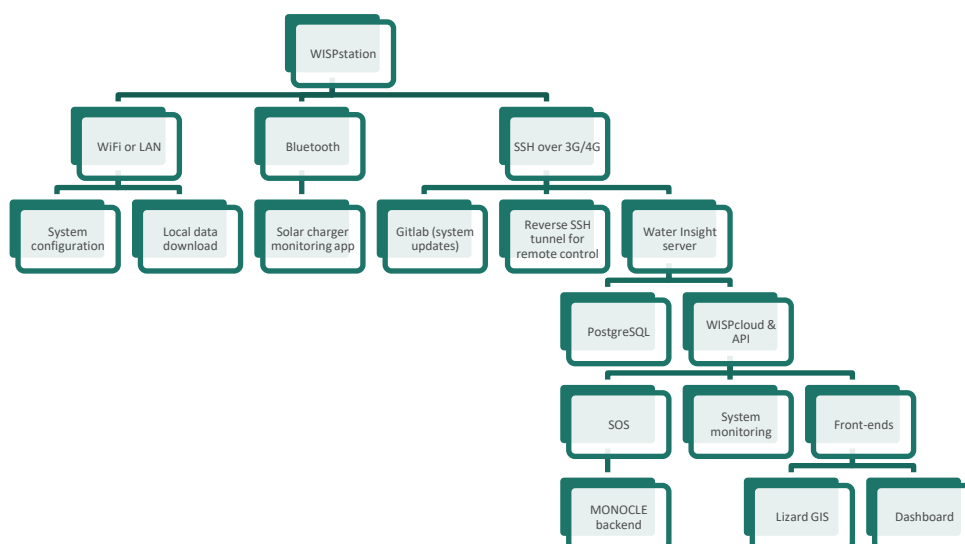 WISPstation
WiFi or LAN
Bluetooth
SSH over 3G/4G
System
configuration
Local data
download
Solar charger
monitoring app
Gitlab (system
updates)
Reverse SSH
tunnel for
remote control
Water Insight
server
PostgreSQL
WISPcloud &
API
SOS
System
monitoring
Front-ends
MONOCLE
backend
Lizard GIS
Dashboard